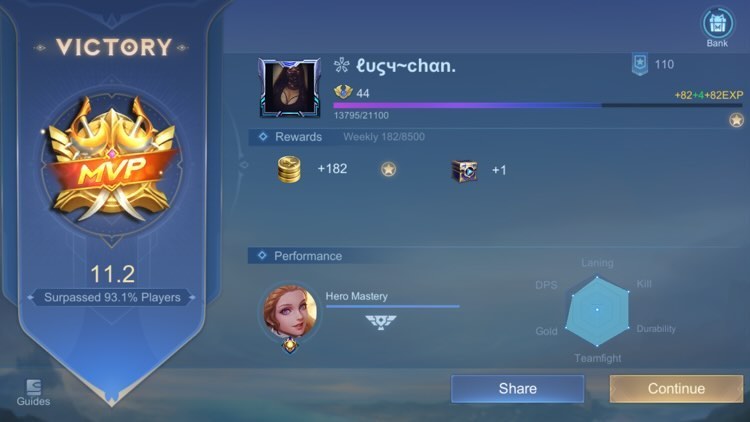 VICTORY
MVP
11.2
Surpassed 93.1% Players
Guides
Bank
ꕥ ℓυςч~chαn.
110
44
+82+4+82EXP
13795/21100
Rewards
Weekly 182/8500
+182
+1
Performance
Hero Mastery
Laning
DPS
Kill
Gold
Durability
Teamfight
Share
Continue